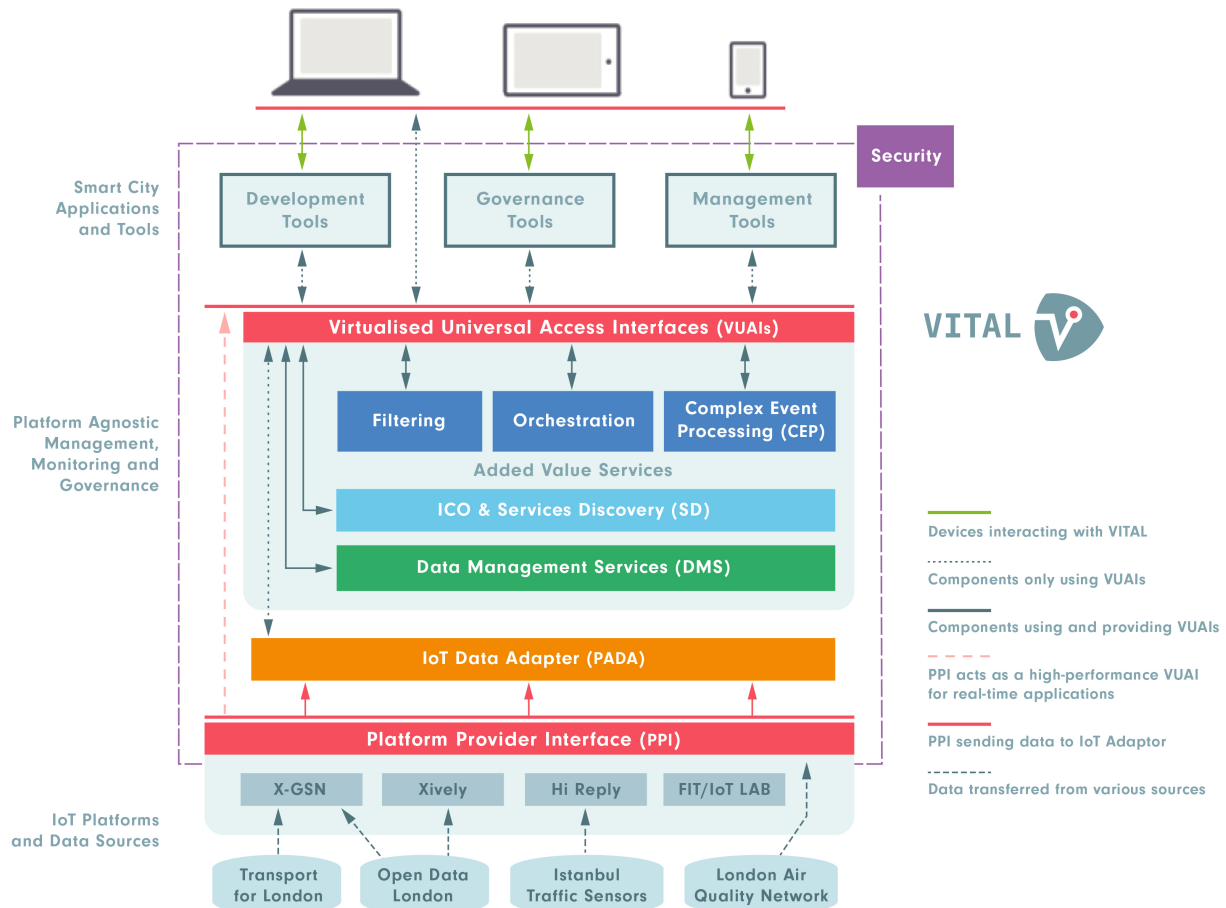 Security
Smart City
Applications
and Tools
Development
Tools
Governance
Tools
Management
Tools
Virtualised Universal Access Interfaces (VUAIs)
VITAL
Platform Agnostic
Management,
Monitoring and
Governance
Filtering
Orchestration
Complex Event
Processing (CEP)
Added Value Services
ICO & Services Discovery (SD)
Data Management Services (DMS)
IoT Data Adapter (PADA)
Platform Provider Interface (PPI)
X-GSN
Xively
Hi Reply
FIT/IoT LAB
IoT Platforms
and Data Sources
Transport
for London
Open Data
London
Istanbul
Traffic Sensors
London Air
Quality Network
Devices interacting with VITAL
Components only using VUAIs
Components using and providing VUAIs
PPI acts as a high-performance VUAI
for real-time applications
PPI sending data to IoT Adaptor
Data transferred from various sources